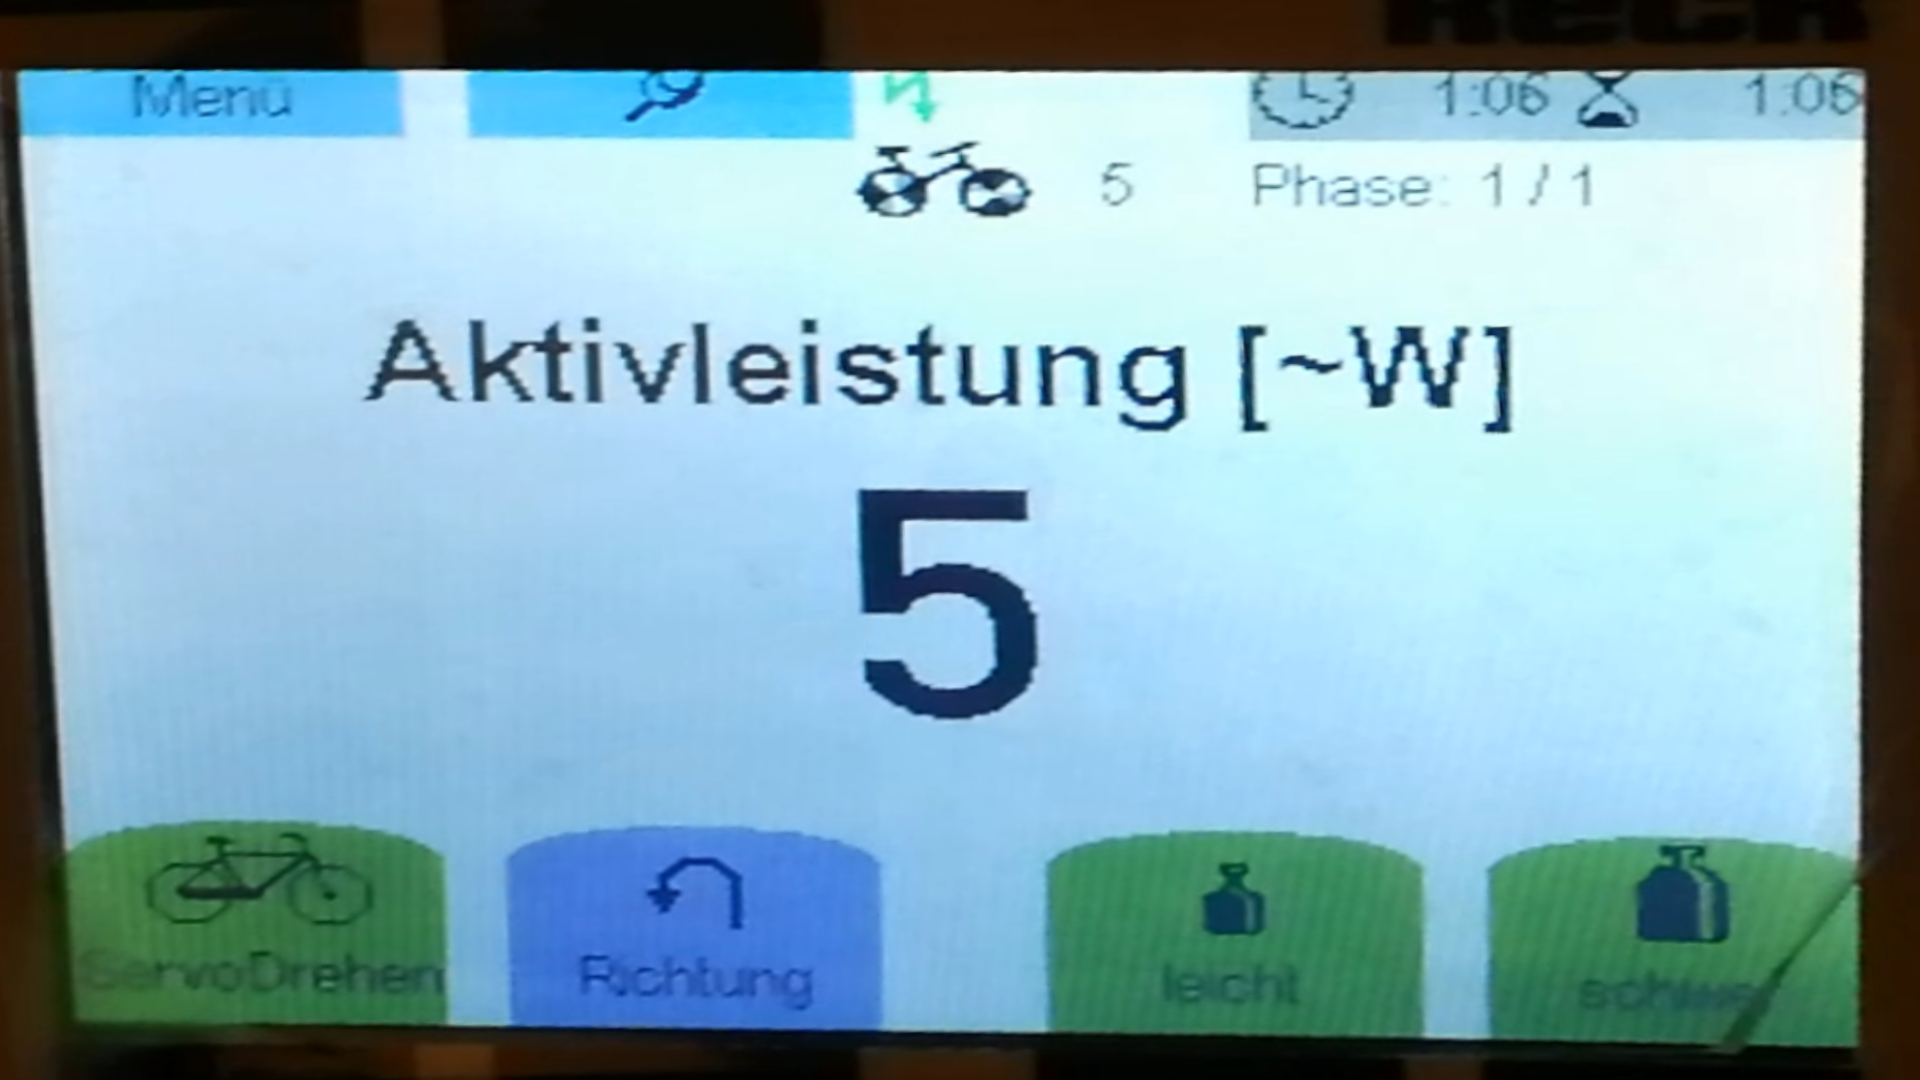 Menü 1:06 1:06
5 Phase: 1 / 1
Aktivleistung [~W]
5
ServoDrehen Richtung leicht